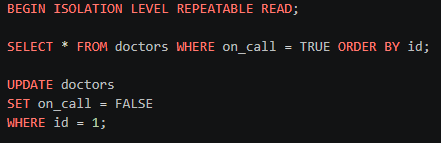 BEGIN ISOLATION LEVEL REPEATABLE READ;
SELECT * FROM doctors WHERE on_call = TRUE ORDER BY id;
UPDATE doctors
SET on_call = FALSE
WHERE id = 1;